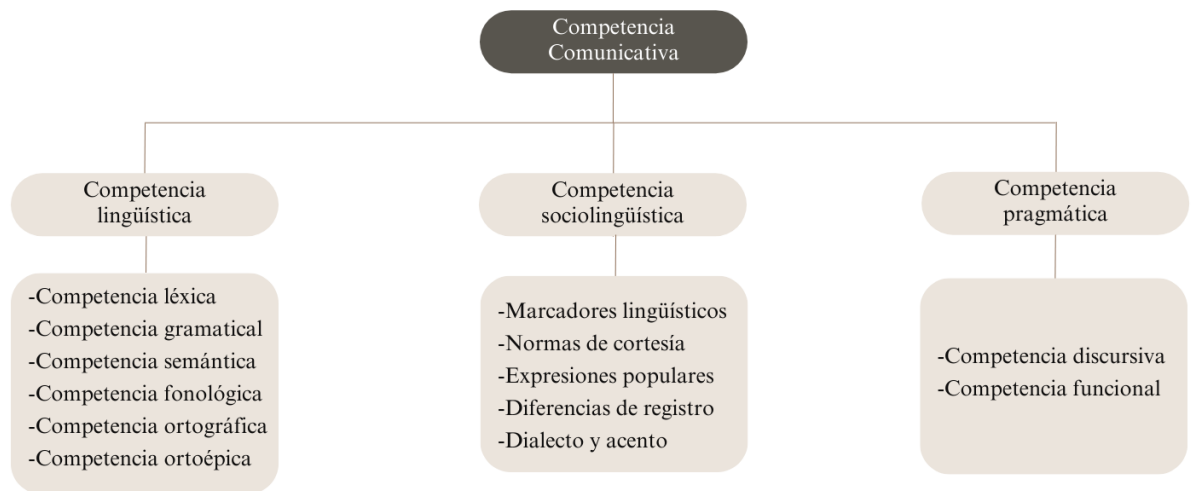 Competencia
Comunicativa
Competencia
lingüística
Competencia
sociolingüística
Competencia
pragmática
-Competencia léxica
-Competencia gramatical
-Competencia semántica
-Competencia fonológica
-Competencia ortográfica
-Competencia ortoépica
-Marcadores lingüísticos
-Normas de cortesía
-Expresiones populares
-Diferencias de registro
-Dialecto y acento
-Competencia discursiva
-Competencia funcional